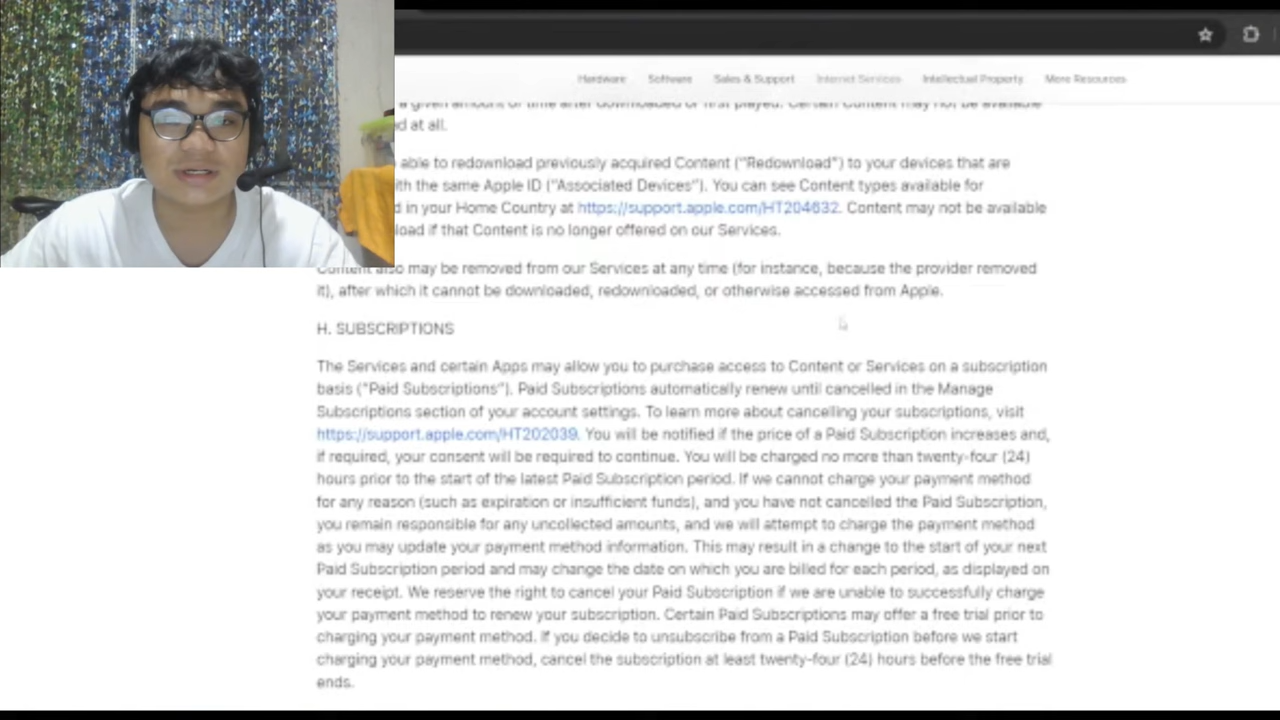 Hardware Software Sales & Support Internet Services Intellectual Property More Resources
a given amount of time after downloaded or first played. Certain Content may not be available
d at all.
able to redownload previously acquired Content ("Redownload") to your devices that are
ith the same Apple ID ("Associated Devices"). You can see Content types available for
d in your Home Country at https://support.apple.com/HT204632. Content may not be available
load if that Content is no longer offered on our Services.
Content also may be removed from our Services at any time (for instance, because the provider removed
it), after which it cannot be downloaded, redownloaded, or otherwise accessed from Apple.
H. SUBSCRIPTIONS
The Services and certain Apps may allow you to purchase access to Content or Services on a subscription
basis ("Paid Subscriptions"). Paid Subscriptions automatically renew until cancelled in the Manage
Subscriptions section of your account settings. To learn more about cancelling your subscriptions, visit
https://support.apple.com/HT202039. You will be notified if the price of a Paid Subscription increases and,
if required, your consent will be required to continue. You will be charged no more than twenty-four (24)
hours prior to the start of the latest Paid Subscription period. If we cannot charge your payment method
for any reason (such as expiration or insufficient funds), and you have not cancelled the Paid Subscription,
you remain responsible for any uncollected amounts, and we will attempt to charge the payment method
as you may update your payment method information. This may result in a change to the start of your next
Paid Subscription period and may change the date on which you are billed for each period, as displayed on
your receipt. We reserve the right to cancel your Paid Subscription if we are unable to successfully charge
your payment method to renew your subscription. Certain Paid Subscriptions may offer a free trial prior to
charging your payment method. If you decide to unsubscribe from a Paid Subscription before we start
charging your payment method, cancel the subscription at least twenty-four (24) hours before the free trial
ends.